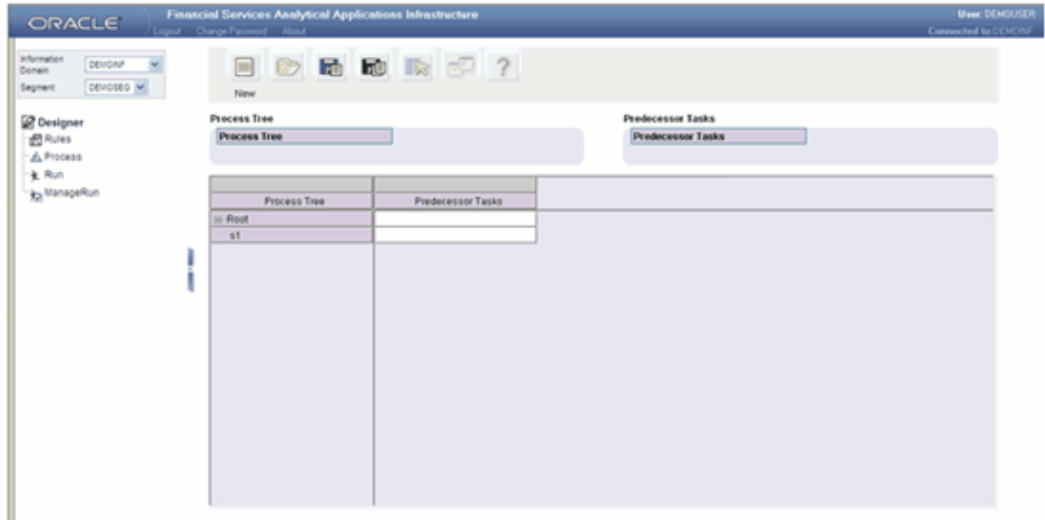 ORACLE
Financial Services Analytical Applications Infrastructure
Logout Change Password About
User: DEMOUSER
Connected to:DEMOINF
Information Domain
DEMOINF
Segment
DEMOSEG
Designer
Rules
Process
Run
ManageRun
New
?
Process Tree
Process Tree
Predecessor Tasks
Predecessor Tasks
Process Tree Predecessor Tasks
Root
s1